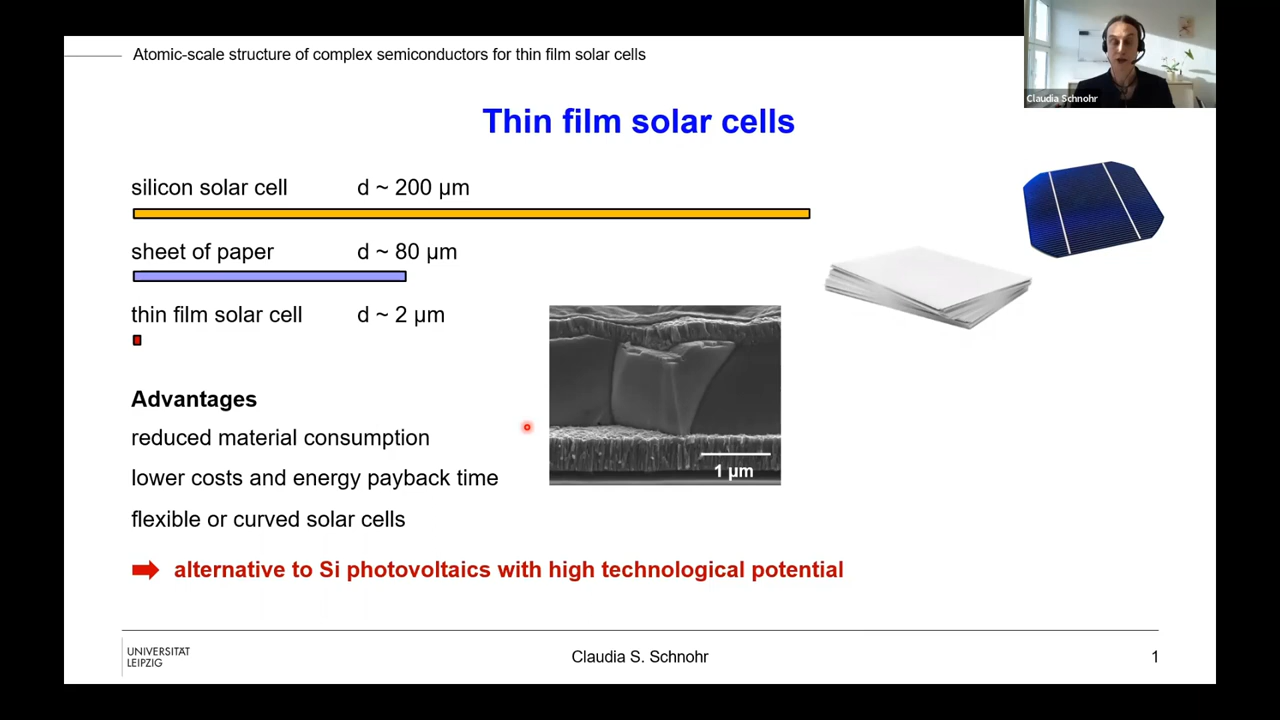 Atomic-scale structure of complex semiconductors for thin film solar cells
Claudia Schnohr
Thin film solar cells
silicon solar cell d ~ 200 µm
sheet of paper d ~ 80 µm
thin film solar cell d ~ 2 µm
1 µm
Advantages
reduced material consumption
lower costs and energy payback time
flexible or curved solar cells
alternative to Si photovoltaics with high technological potential
UNIVERSITÄT
LEIPZIG
Claudia S. Schnohr
1